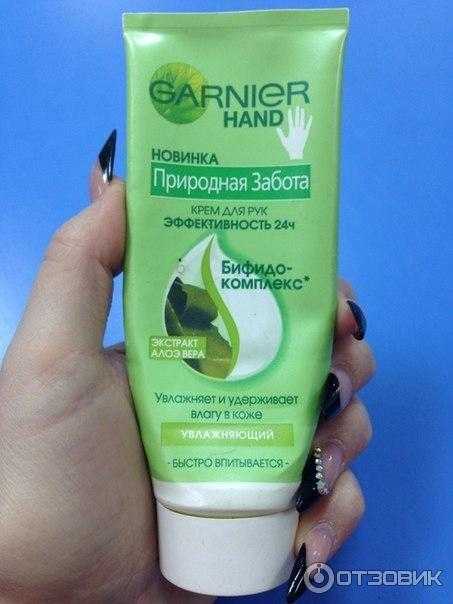 GARNIER
HAND
НОВИНКА
Природная Забота
КРЕМ ДЛЯ РУК
ЭФФЕКТИВНОСТЬ 24ч
Бифидо-
комплекс*
ЭКСТРАКТ
АЛОЭ ВЕРА
Увлажняет и удерживает
влагу в коже
УВЛАЖНЯЮЩИЙ
- БЫСТРО ВПИТЫВАЕТСЯ -
ОТЗОВИК